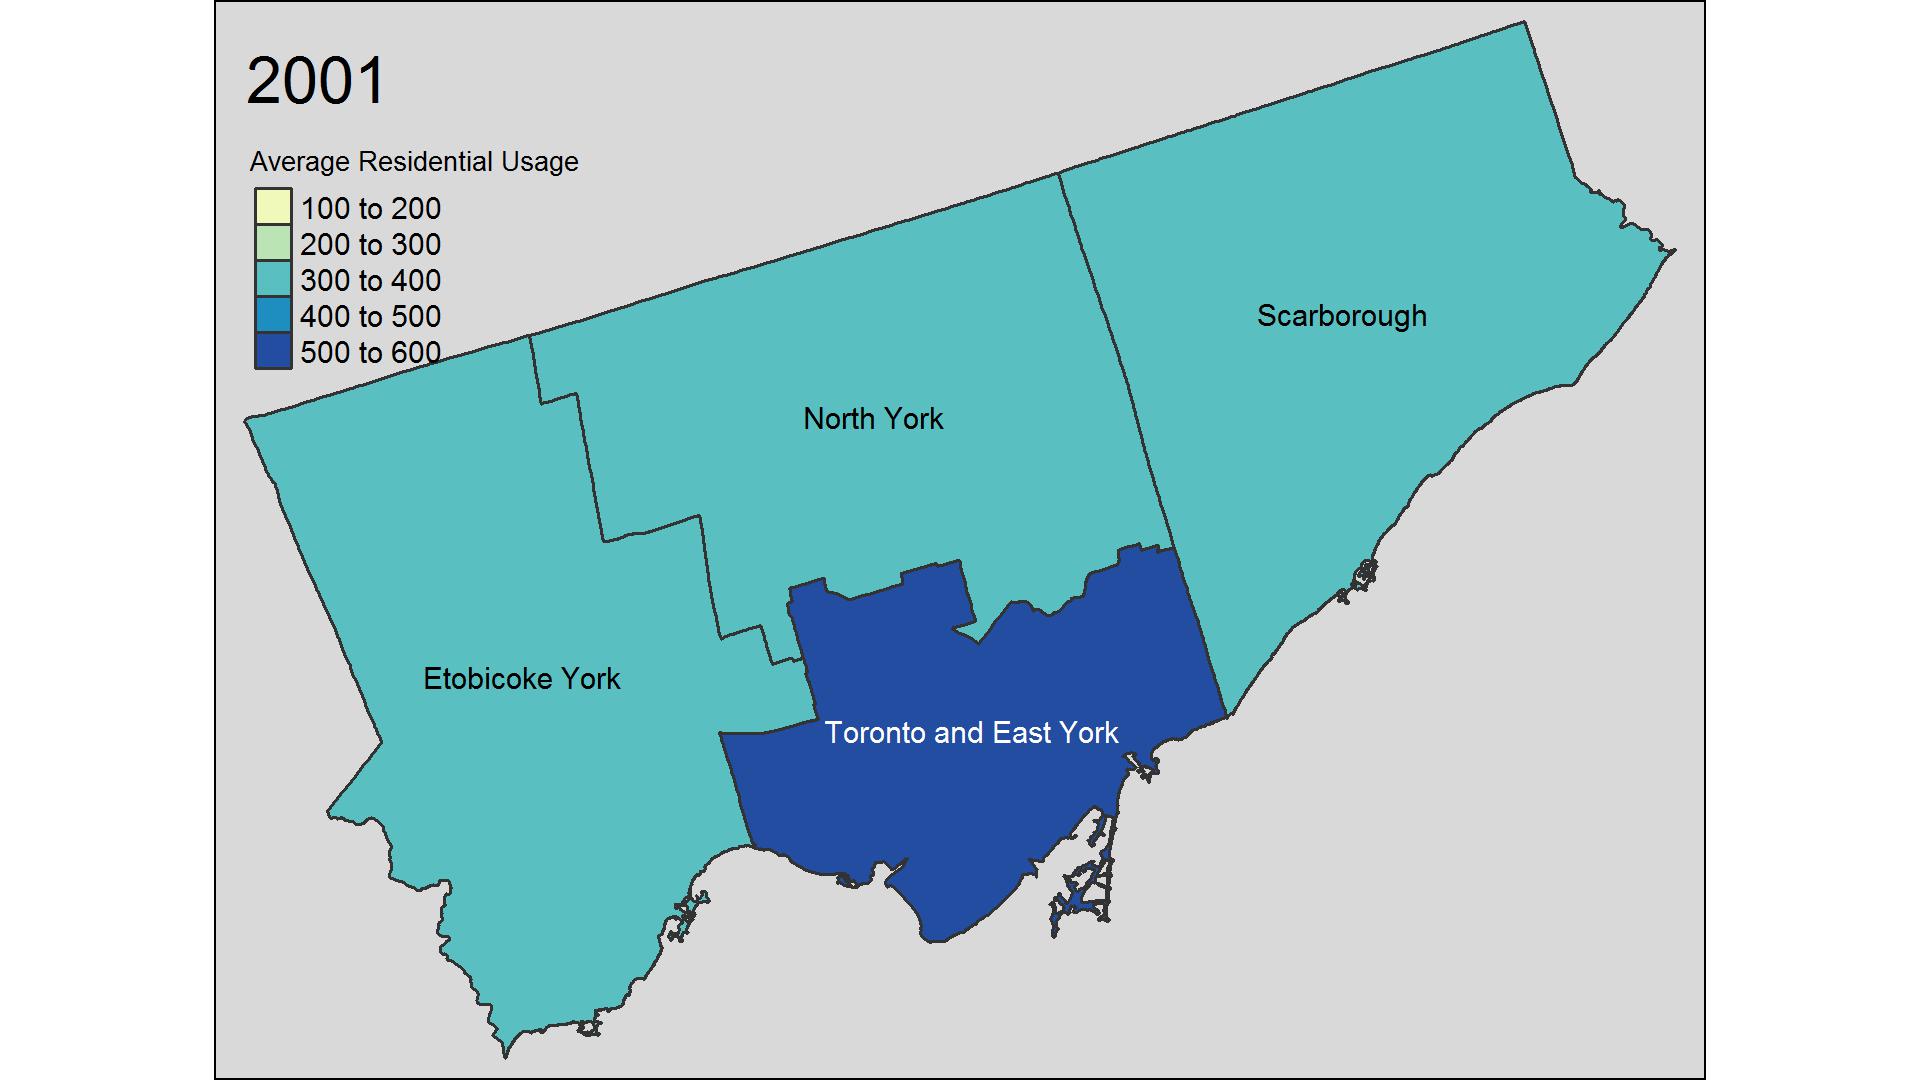 2001
Average Residential Usage
100 to 200
200 to 300
300 to 400
400 to 500
500 to 600
Scarborough
North York
Etobicoke York
Toronto and East York